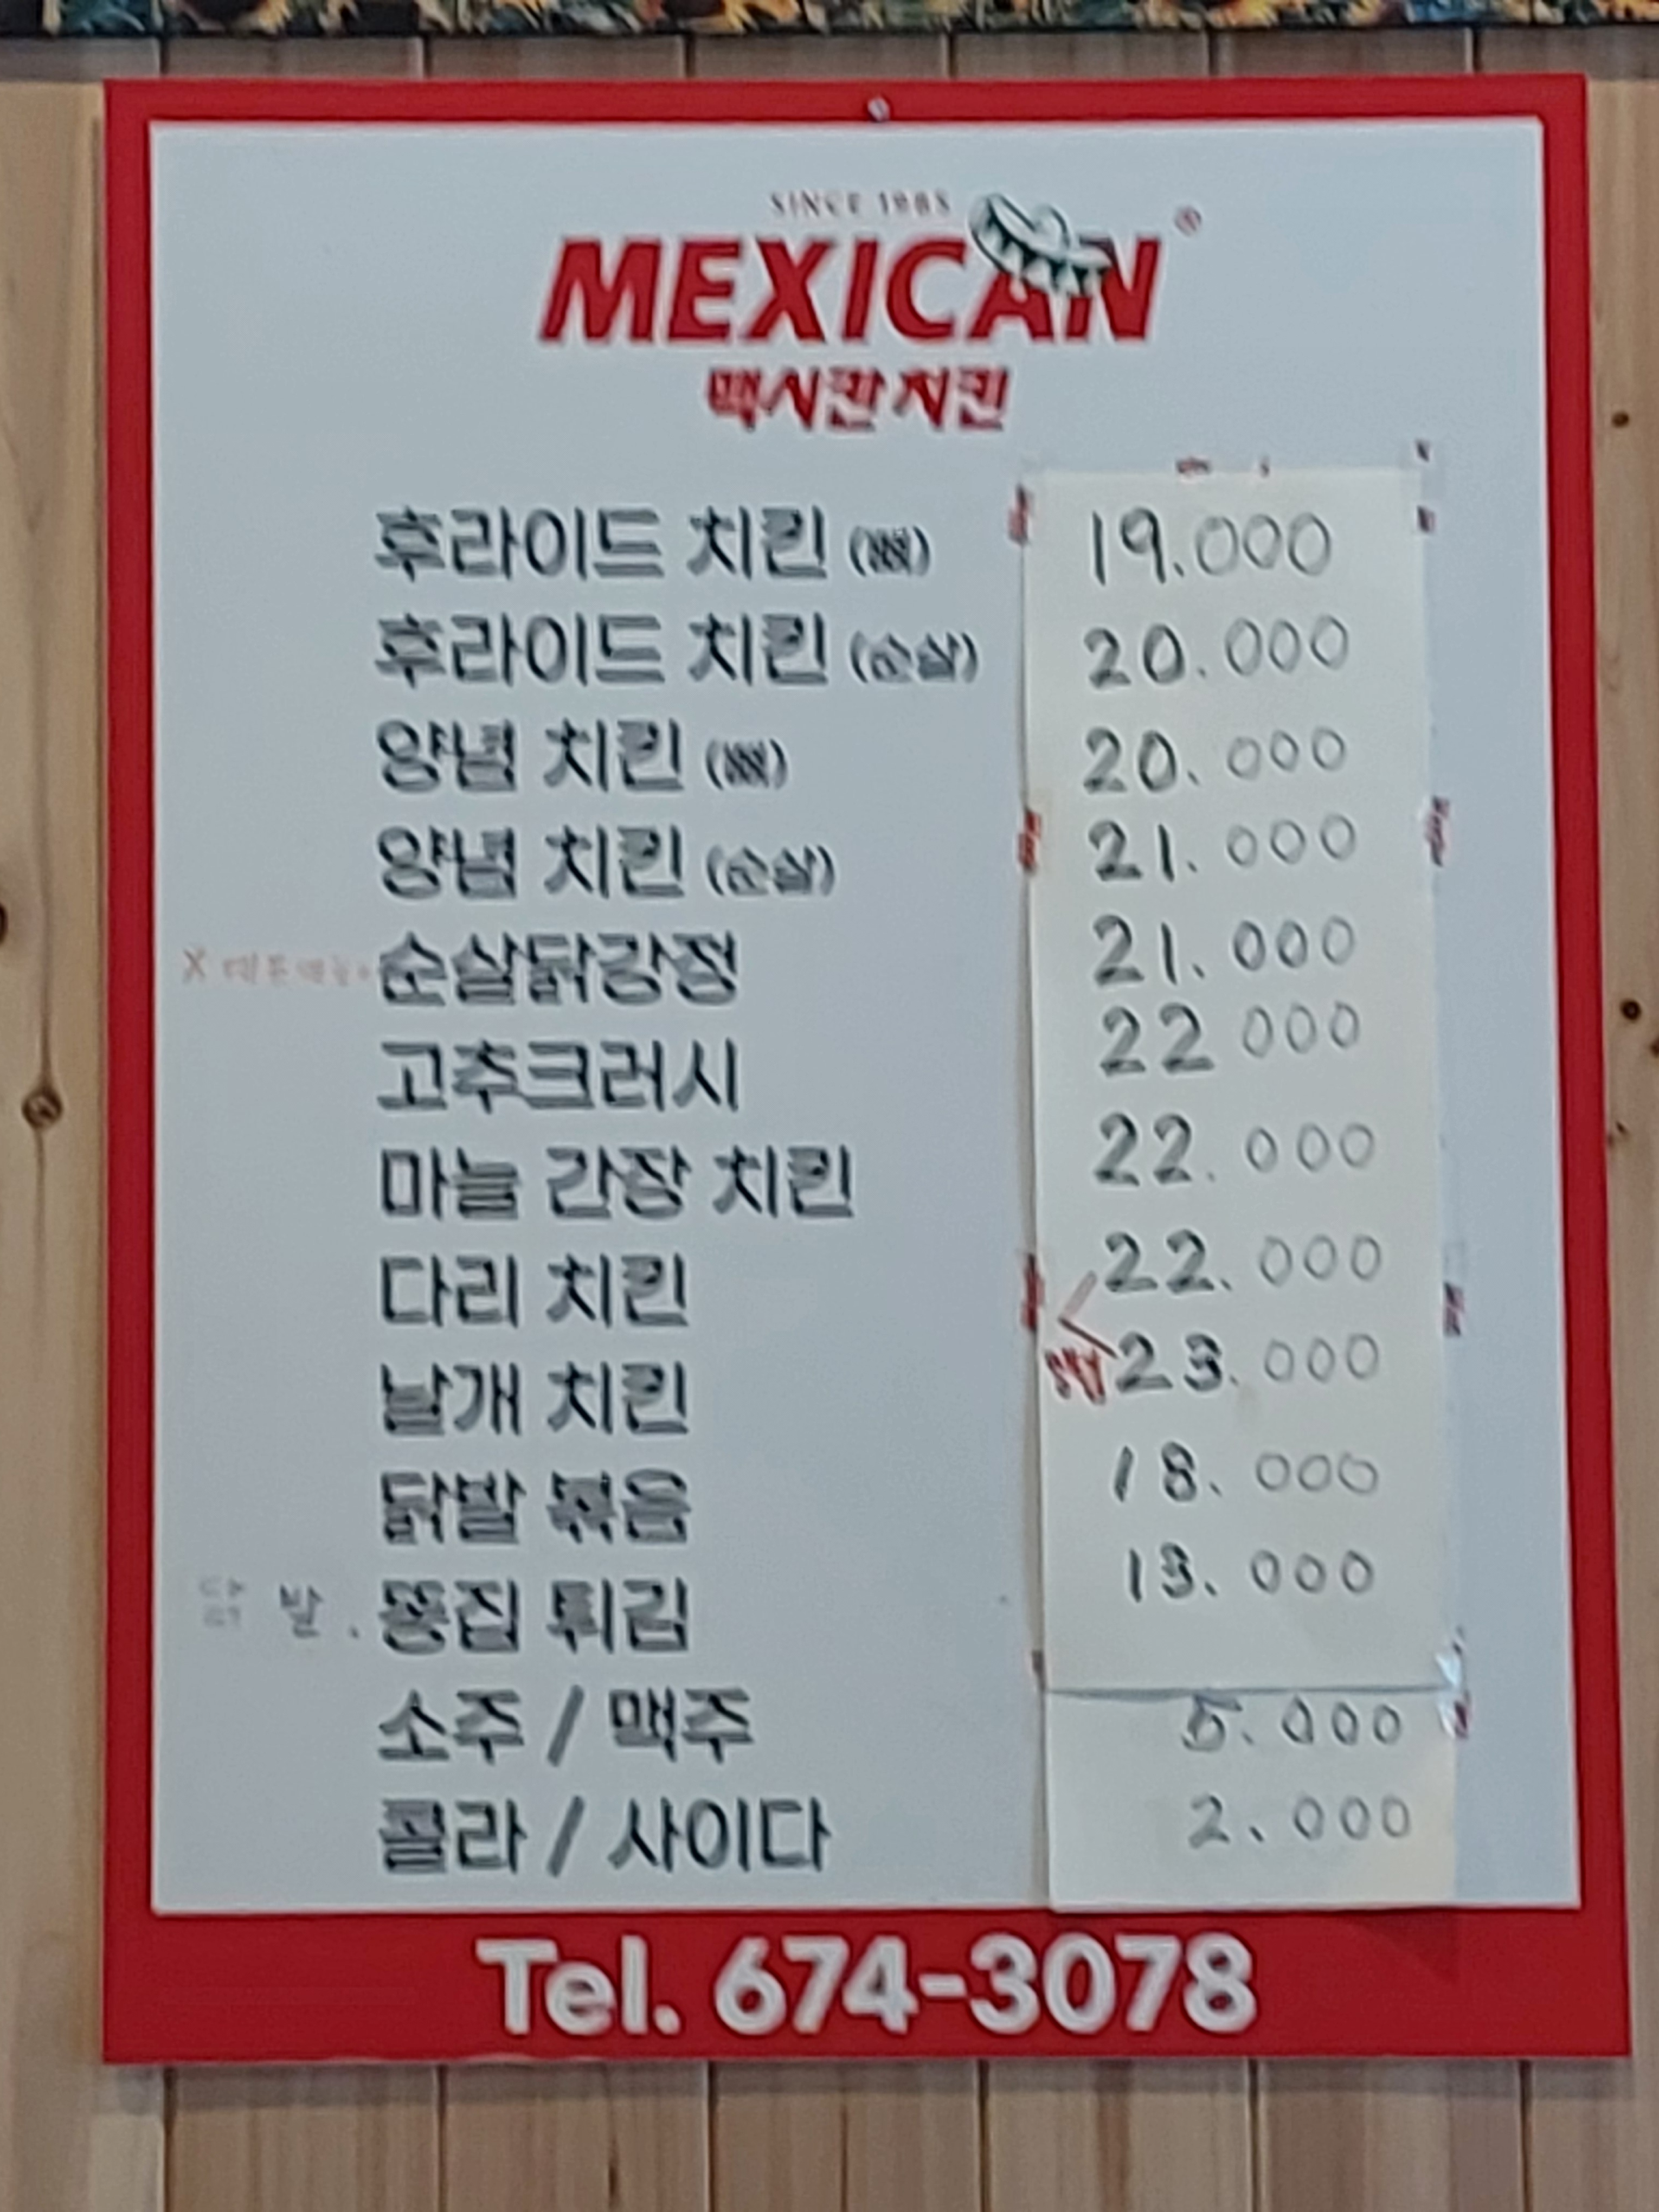 SINCE 1985
MEXICAN®
멕시칸치킨
후라이드 치킨 (뼈) 19.000
후라이드 치킨 (순살) 20.000
양념 치킨 (뼈) 20.000
양념 치킨 (순살) 21.000
순살닭강정 21.000
고추크러시 22 000
마늘 간장 치킨 22.000
다리 치킨 22.000
날개 치킨 23.000
닭발 볶음 18.000
발. 똥집 튀김 13.000
소주 / 맥주 5.000
콜라 / 사이다 2.000
Tel. 674-3078